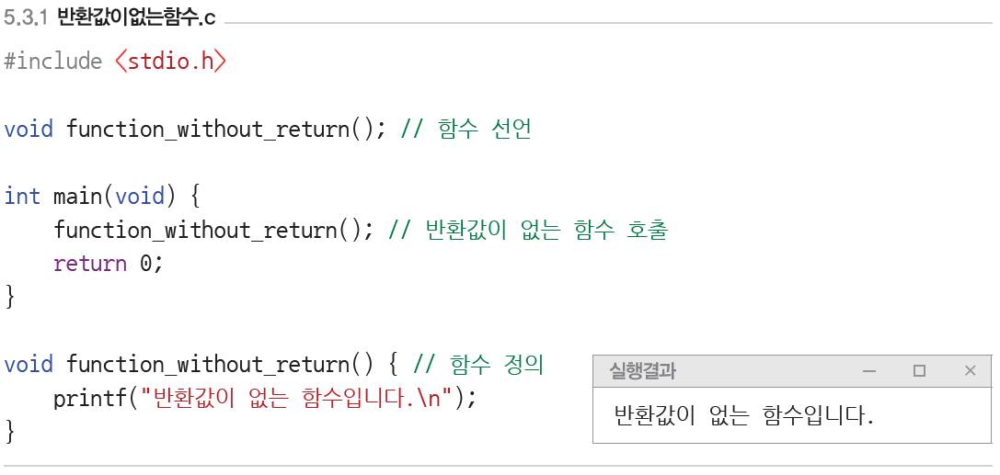 5.3.1 반환값이없는함수.c
#include <stdio.h>
void function_without_return(); // 함수 선언
int main(void) {
    function_without_return(); // 반환값이 없는 함수 호출
    return 0;
}
void function_without_return() { // 함수 정의
    printf("반환값이 없는 함수입니다.\n");
}
실행결과
반환값이 없는 함수입니다.